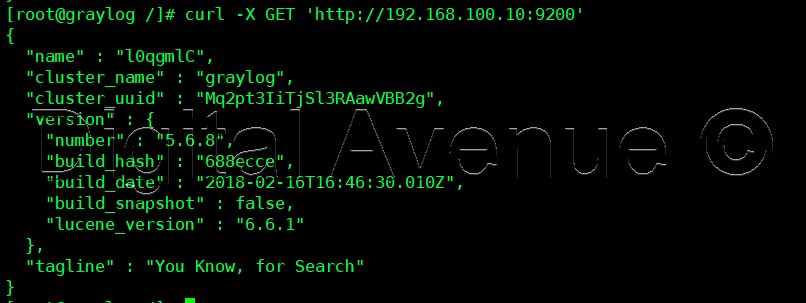 [root@graylog /]# curl -X GET 'http://192.168.100.10:9200'
{
  "name" : "l0qgmlC",
  "cluster_name" : "graylog",
  "cluster_uuid" : "Mq2pt3IiTjSl3RAawVBB2g",
  "version" : {
    "number" : "5.6.8",
    "build_hash" : "688ecce",
    "build_date" : "2018-02-16T16:46:30.010Z",
    "build_snapshot" : false,
    "lucene_version" : "6.6.1"
  },
  "tagline" : "You Know, for Search"
}
Digital Avenue ©